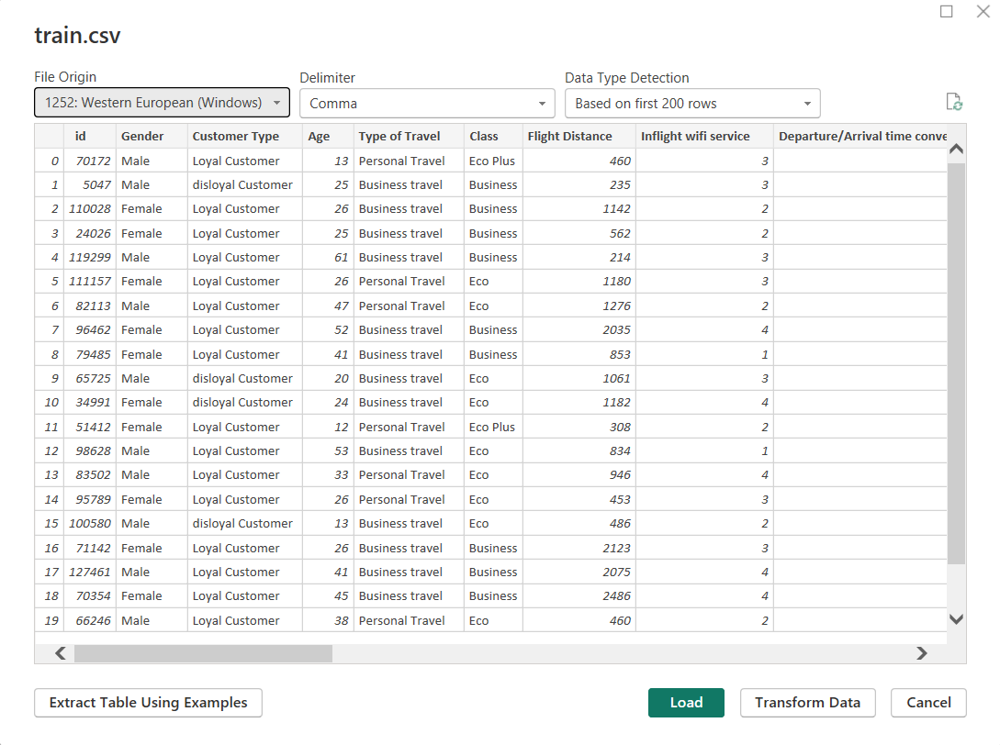 train.csv
File Origin Delimiter Data Type Detection
1252: Western European (Windows) Comma Based on first 200 rows
id Gender Customer Type Age Type of Travel Class Flight Distance Inflight wifi service Departure/Arrival time conve
0 70172 Male Loyal Customer 13 Personal Travel Eco Plus 460 3
1 5047 Male disloyal Customer 25 Business travel Business 235 3
2 110028 Female Loyal Customer 26 Business travel Business 1142 2
3 24026 Female Loyal Customer 25 Business travel Business 562 2
4 119299 Male Loyal Customer 61 Business travel Business 214 3
5 111157 Female Loyal Customer 26 Personal Travel Eco 1180 3
6 82113 Male Loyal Customer 47 Personal Travel Eco 1276 2
7 96462 Female Loyal Customer 52 Business travel Business 2035 4
8 79485 Female Loyal Customer 41 Business travel Business 853 1
9 65725 Male disloyal Customer 20 Business travel Eco 1061 3
10 34991 Female disloyal Customer 24 Business travel Eco 1182 4
11 51412 Female Loyal Customer 12 Personal Travel Eco Plus 308 2
12 98628 Male Loyal Customer 53 Business travel Eco 834 1
13 83502 Male Loyal Customer 33 Personal Travel Eco 946 4
14 95789 Female Loyal Customer 26 Personal Travel Eco 453 3
15 100580 Male disloyal Customer 13 Business travel Eco 486 2
16 71142 Female Loyal Customer 26 Business travel Business 2123 3
17 127461 Male Loyal Customer 41 Business travel Business 2075 4
18 70354 Female Loyal Customer 45 Business travel Business 2486 4
19 66246 Male Loyal Customer 38 Personal Travel Eco 460 2
Extract Table Using Examples Load Transform Data Cancel